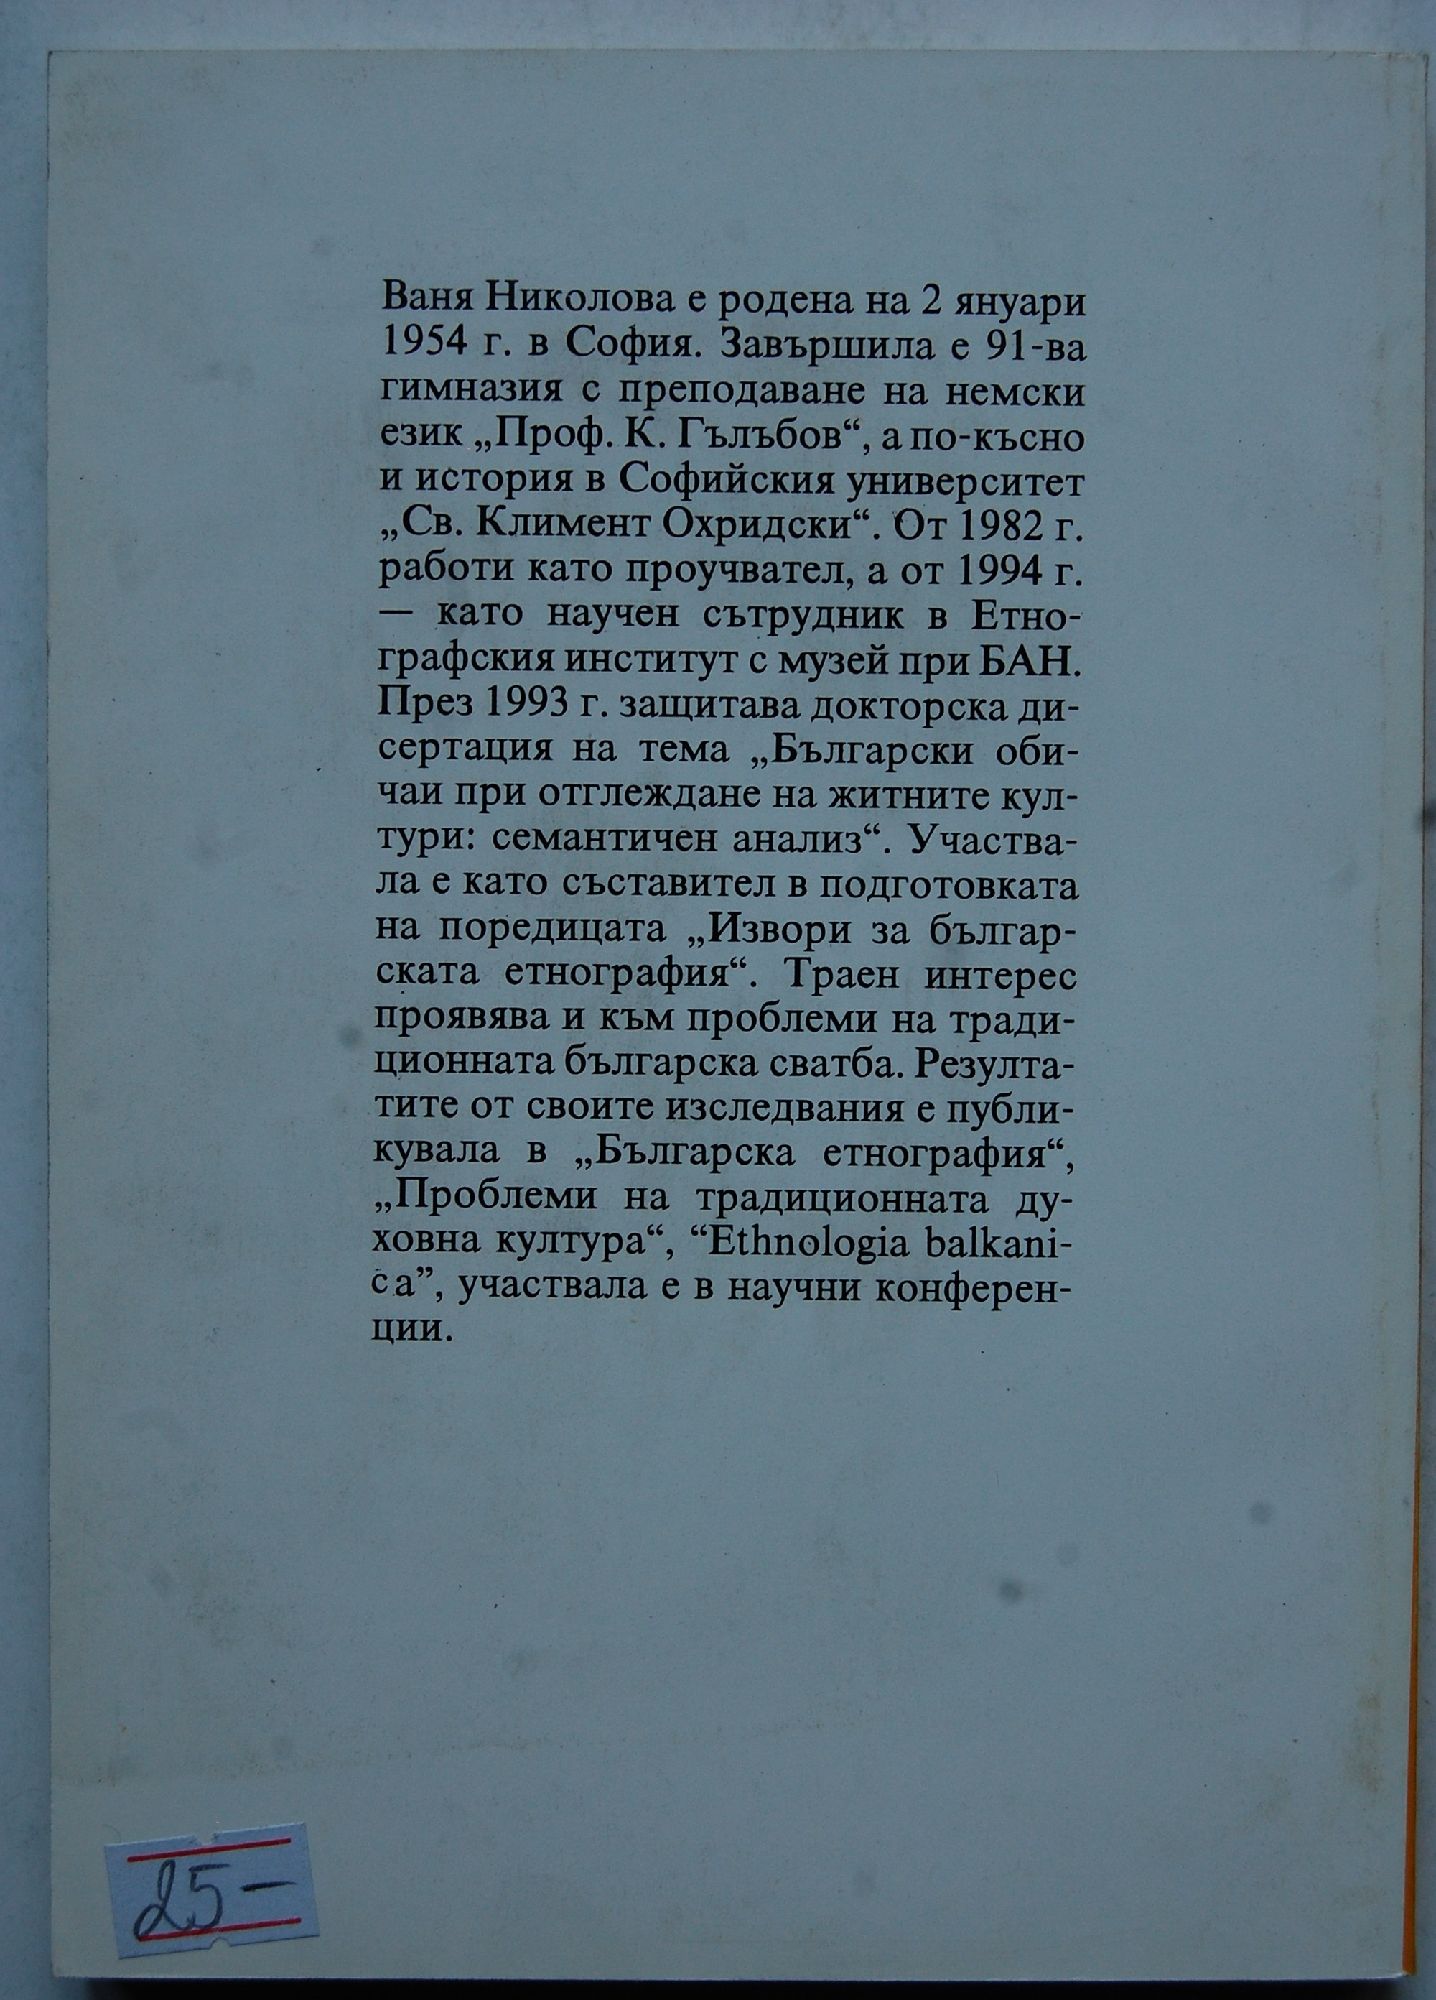 Ваня Николова е родена на 2 януари
1954 г. в София. Завършила е 91-ва
гимназия с преподаване на немски
език „Проф. К. Гълъбов“, а по-късно
и история в Софийския университет
„Св. Климент Охридски“. От 1982 г.
работи като проучвател, а от 1994 г.
— като научен сътрудник в Етно-
графския институт с музей при БАН.
През 1993 г. защитава докторска ди-
сертация на тема „Български оби-
чаи при отглеждане на житните кул-
тури: семантичен анализ“. Участва-
ла е като съставител в подготовката
на поредицата „Извори за българ-
ската етнография“. Траен интерес
проявява и към проблеми на тради-
ционната българска сватба. Резулта-
тите от своите изследвания е публи-
кувала в „Българска етнография“,
„Проблеми на традиционната ду-
ховна култура“, “Ethnologia balkani-
ca”, участвала е в научни конферен-
ции.
25-